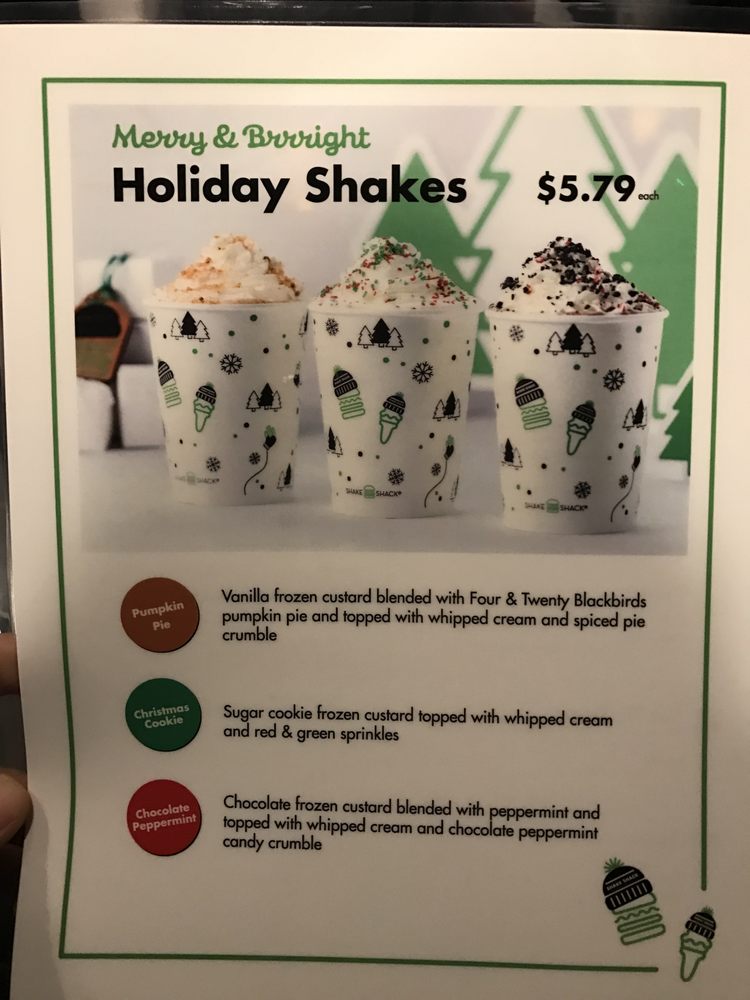 Merry & Brrright
Holiday Shakes
$5.79 each
SHAKE SHACK
SHAKE SHACK®
SHAKE SHACK®
Pumpkin
Pie
Vanilla frozen custard blended with Four & Twenty Blackbirds
pumpkin pie and topped with whipped cream and spiced pie
crumble
Christmas
Cookie
Sugar cookie frozen custard topped with whipped cream
and red & green sprinkles
Chocolate
Peppermint
Chocolate frozen custard blended with peppermint and
topped with whipped cream and chocolate peppermint
candy crumble
SHAKE SHACK